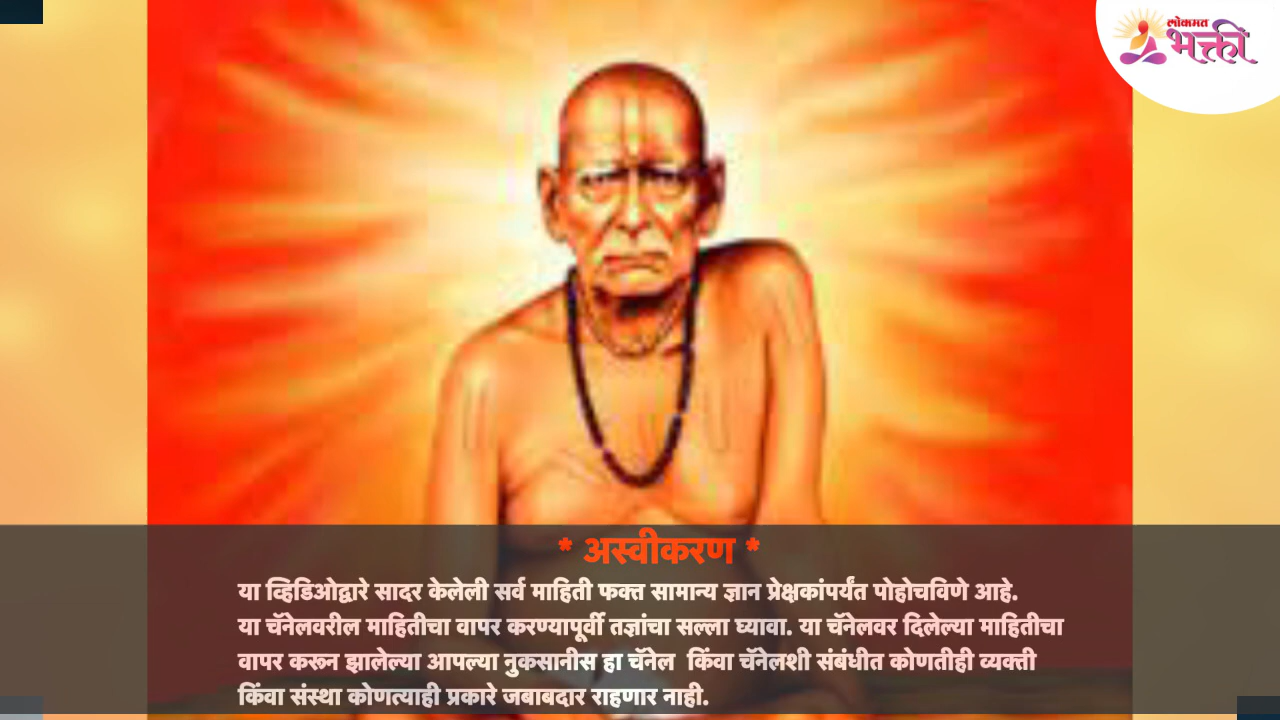 लोकमत
भक्ती
* अस्वीकरण *
या व्हिडिओद्वारे सादर केलेली सर्व माहिती फक्त सामान्य ज्ञान प्रेक्षकांपर्यंत पोहोचविणे आहे.
या चॅनेलवरील माहितीचा वापर करण्यापूर्वी तज्ञांचा सल्ला घ्यावा. या चॅनेलवर दिलेल्या माहितीचा
वापर करून झालेल्या आपल्या नुकसानीस हा चॅनेल किंवा चॅनेलशी संबंधीत कोणतीही व्यक्ती
किंवा संस्था कोणत्याही प्रकारे जबाबदार राहणार नाही.